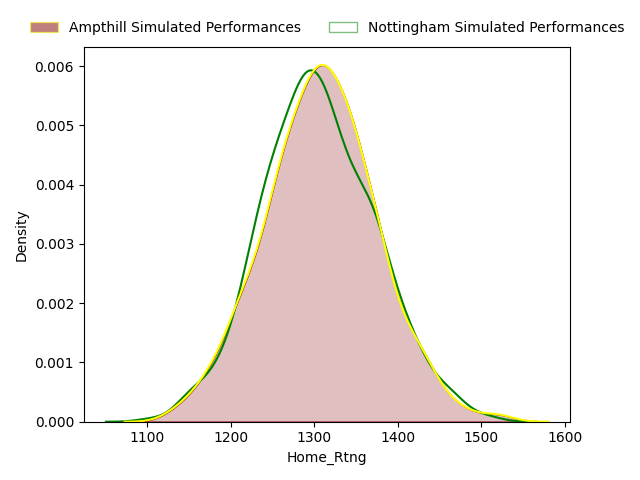 Ampthill Simulated Performances
Nottingham Simulated Performances
0.006
0.005
0.004
0.003
0.002
0.001
0.000
Density
1100 1200 1300 1400 1500 1600
Home_Rtng